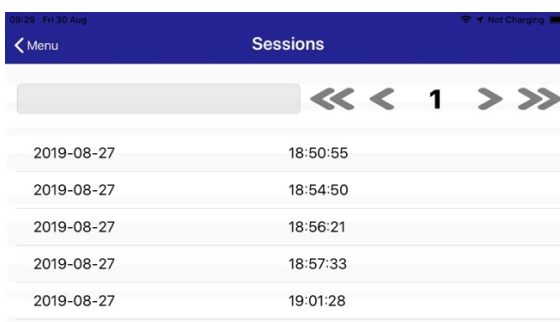 09:29 Fri 30 Aug Not Charging
Menu Sessions
<< < 1 > >>
2019-08-27 18:50:55
2019-08-27 18:54:50
2019-08-27 18:56:21
2019-08-27 18:57:33
2019-08-27 19:01:28